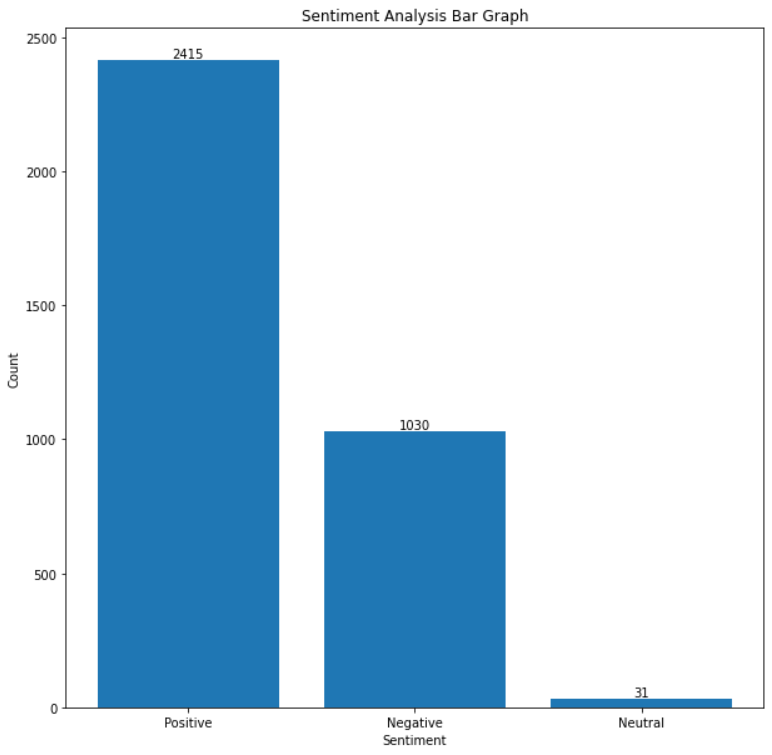 Sentiment Analysis Bar Graph
2500
2000
1500
1000
500
0
Count
2415
1030
31
Positive
Negative
Neutral
Sentiment